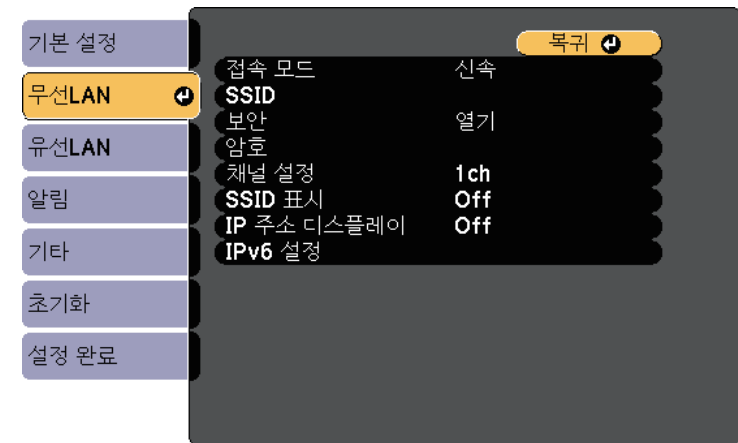 기본 설정
무선LAN
유선LAN
알림
기타
초기화
설정 완료
복귀
접속 모드 신속
SSID
보안 열기
암호
채널 설정 1ch
SSID 표시 Off
IP 주소 디스플레이 Off
IPv6 설정